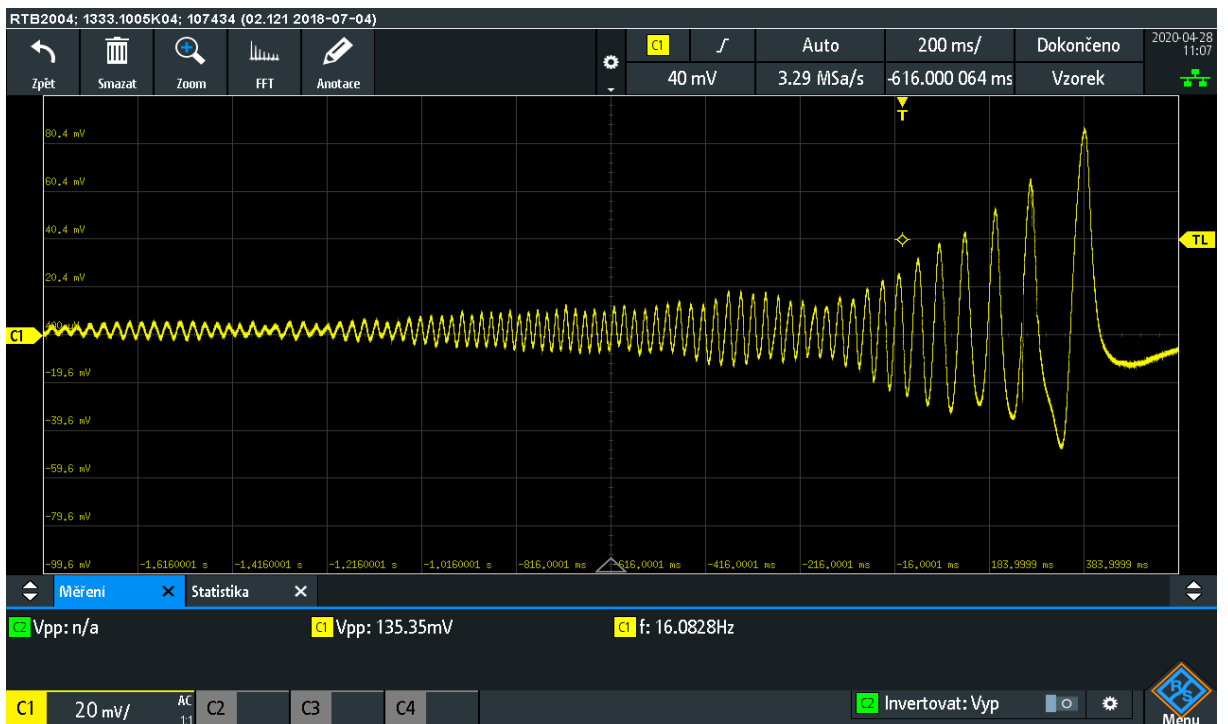 RTB2004; 1333.1005K04; 107434 (02.121 2018-07-04)
Zpět Smazat Zoom FFT Anotace
C1 Auto 200 ms/ Dokončeno 2020-04-28
40 mV 3.29 MSa/s -616.000 064 ms Vzorek 11:07
T
80.4 mV
60.4 mV
40.4 mV
TL
20.4 mV
C1
-19.6 mV
-39.6 mV
-59.6 mV
-79.6 mV
-99.6 mV -1.6160001 s -1.4160001 s -1.2160001 s -1.0160001 s -816.0001 ms -616.0001 ms -416.0001 ms -216.0001 ms -16.0001 ms 183.9999 ms 383.9999 ms
Měření X Statistika X
C2 Vpp: n/a C1 Vpp: 135.35mV C1 f: 16.0828Hz
C1 20 mV/ AC 1:1 C2 C3 C4 C2 Invertovat: Vyp R&S
Menu